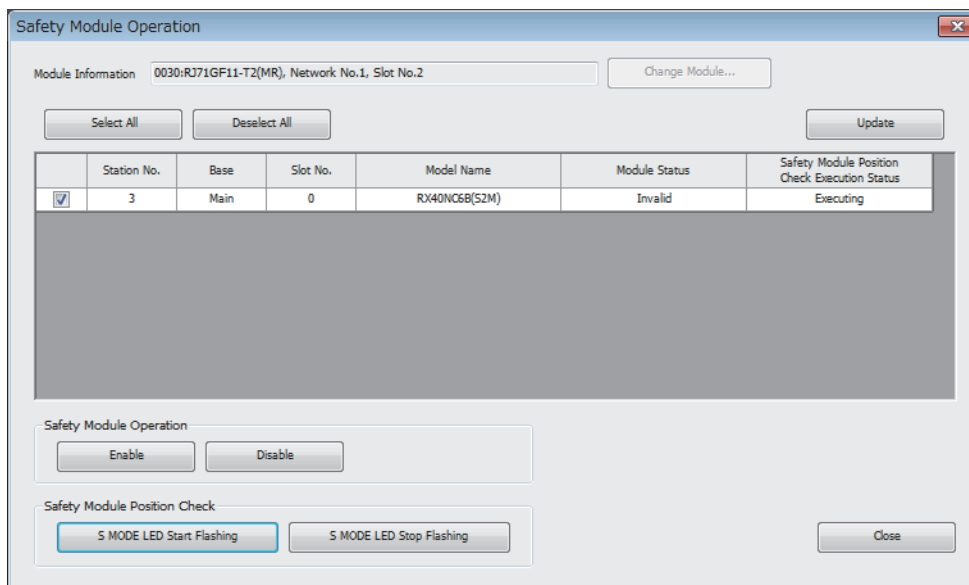 Safety Module Operation
Module Information 0030:RJ71GF11-T2(MR), Network No.1, Slot No.2 Change Module...
Select All Deselect All Update
Station No. Base Slot No. Model Name Module Status Safety Module Position
Check Execution Status
3 Main 0 RX40NC6B(S2M) Invalid Executing
Safety Module Operation
Enable Disable
Safety Module Position Check
S MODE LED Start Flashing S MODE LED Stop Flashing Close